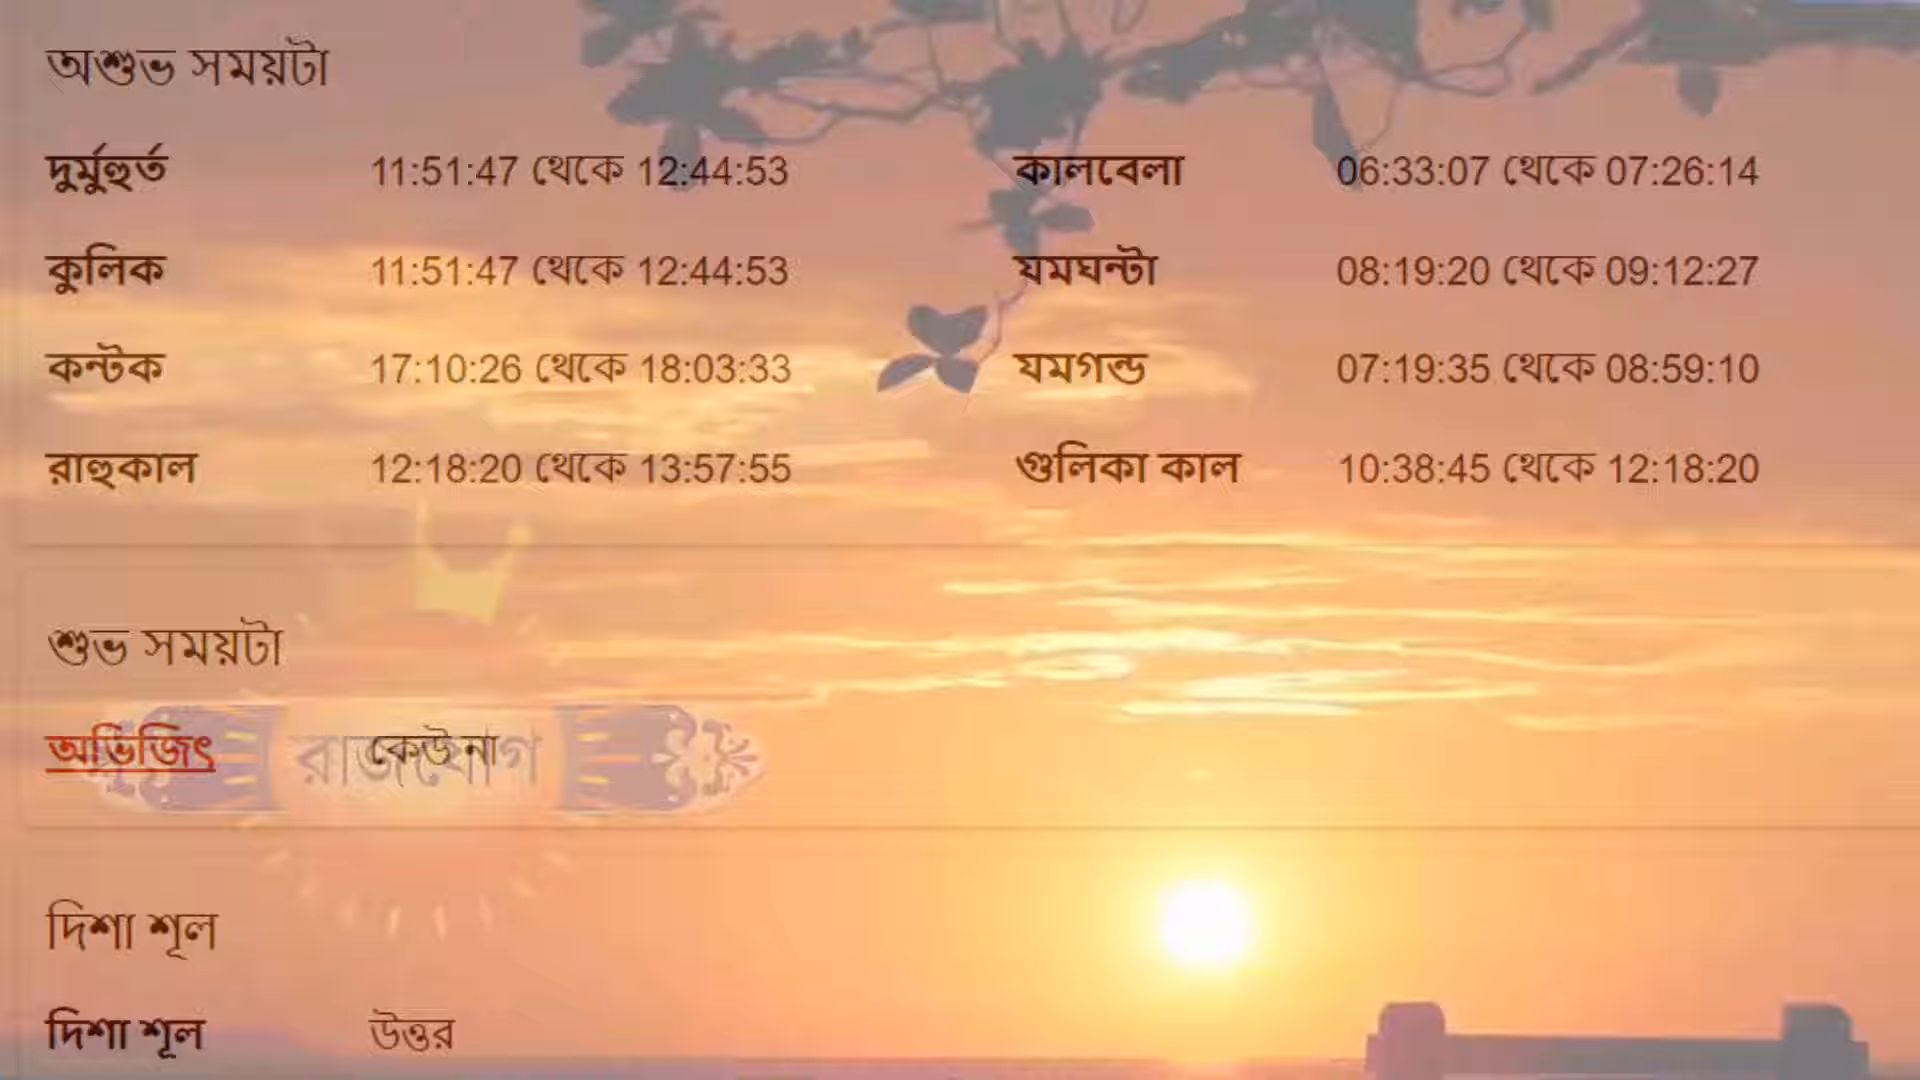 অশুভ সময়টা
দুর্মুহুর্ত 11:51:47 থেকে 12:44:53 কালবেলা 06:33:07 থেকে 07:26:14
কুলিক 11:51:47 থেকে 12:44:53 যমঘন্টা 08:19:20 থেকে 09:12:27
কন্টক 17:10:26 থেকে 18:03:33 যমগন্ড 07:19:35 থেকে 08:59:10
রাহুকাল 12:18:20 থেকে 13:57:55 গুলিকা কাল 10:38:45 থেকে 12:18:20
শুভ সময়টা
অভিজিৎ কেউ না
রাজযোগ
দিশা শূল
দিশা শূল উত্তর